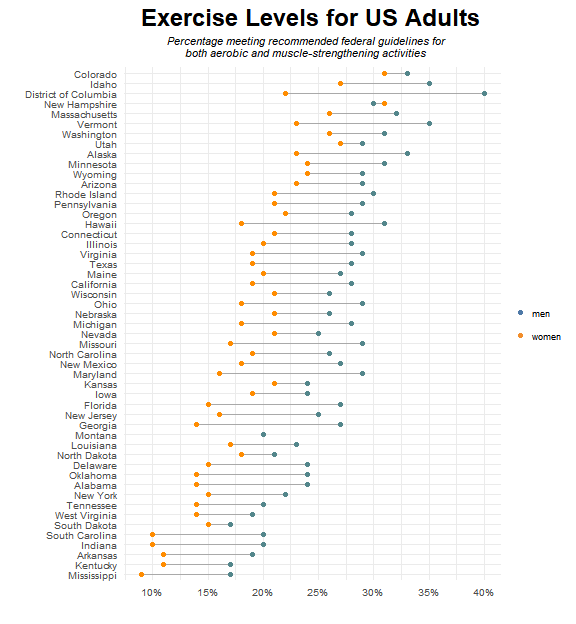 Exercise Levels for US Adults
Percentage meeting recommended federal guidelines for
both aerobic and muscle-strengthening activities
Colorado
Idaho
District of Columbia
New Hampshire
Massachusetts
Vermont
Washington
Utah
Alaska
Minnesota
Wyoming
Arizona
Rhode Island
Pennsylvania
Oregon
Hawaii
Connecticut
Illinois
Virginia
Texas
Maine
California
Wisconsin
Ohio
Nebraska
Michigan
Nevada
Missouri
North Carolina
New Mexico
Maryland
Kansas
Iowa
Florida
New Jersey
Georgia
Montana
Louisiana
North Dakota
Delaware
Oklahoma
Alabama
New York
Tennessee
West Virginia
South Dakota
South Carolina
Indiana
Arkansas
Kentucky
Mississippi
10% 15% 20% 25% 30% 35% 40%
men
women